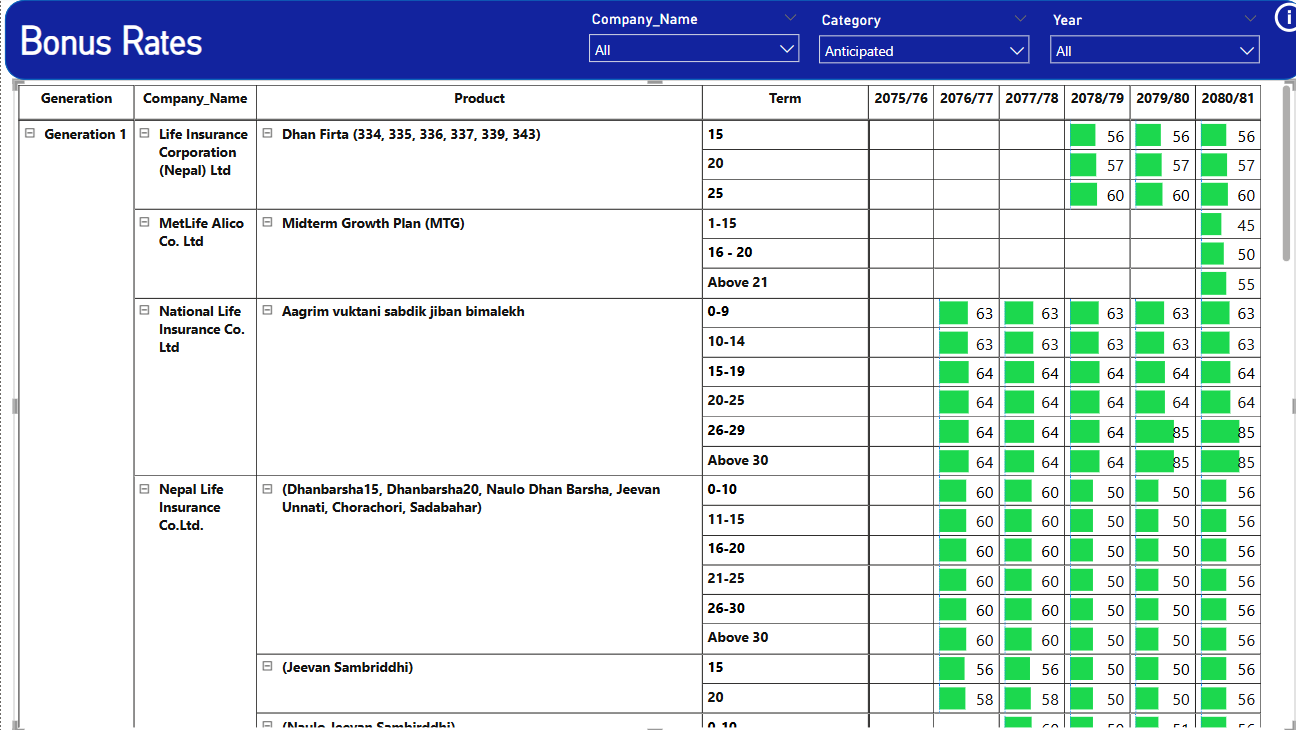 Bonus Rates
Company_Name
All
Category
Anticipated
Year
All
Generation Company_Name Product Term 2075/76 2076/77 2077/78 2078/79 2079/80 2080/81
Generation 1 Life Insurance Dhan Firta (334, 335, 336, 337, 339, 343) 15 56 56 56
Corporation
(Nepal) Ltd
20 57 57 57
25 60 60 60
MetLife Alico Midterm Growth Plan (MTG) 1-15 45
Co. Ltd
16 - 20 50
Above 21 55
National Life Aagrim vuktani sabdik jiban bimalekh 0-9 63 63 63 63 63
Insurance Co.
Ltd
10-14 63 63 63 63 63
15-19 64 64 64 64 64
20-25 64 64 64 64 64
26-29 64 64 64 85 85
Above 30 64 64 64 85 85
Nepal Life (Dhanbarsha15, Dhanbarsha20, Naulo Dhan Barsha, Jeevan 0-10 60 60 50 50 56
Insurance Unnati, Chorachori, Sadabahar)
Co.Ltd.
11-15 60 60 50 50 56
16-20 60 60 50 50 56
21-25 60 60 50 50 56
26-30 60 60 50 50 56
Above 30 60 60 50 50 56
(Jeevan Sambriddhi) 15 56 56 50 50 56
20 58 58 50 50 56
(Naulo Jeevan Sambirddhi) 0-10 60 50 51 56